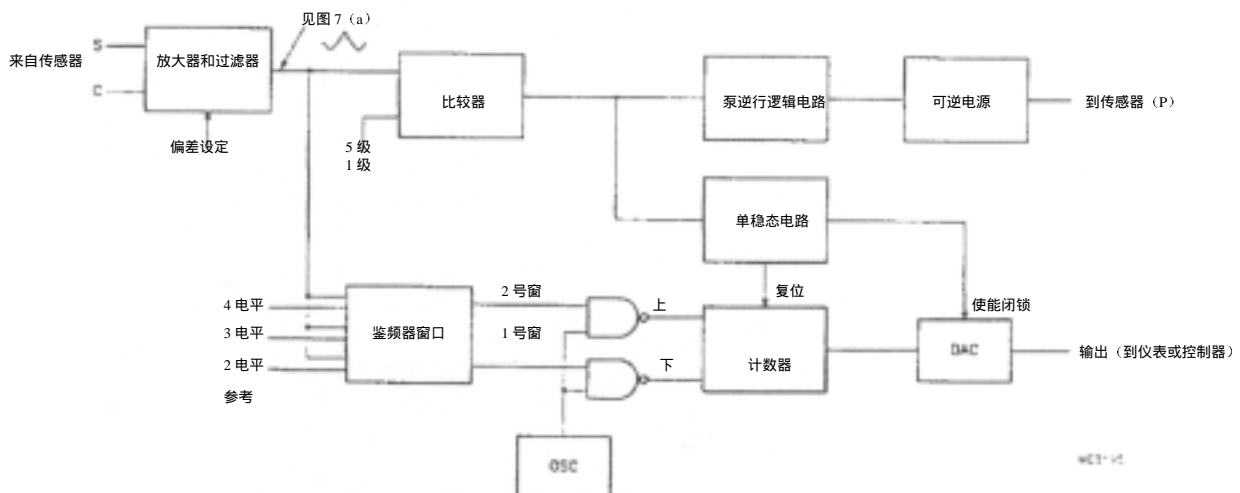 见图 7（a）
来自传感器
S
C
放大器和过滤器
偏差设定
比较器
5 级
1 级
泵逆行逻辑电路
可逆电源
到传感器（P）
单稳态电路
复位
使能闭锁
4 电平
3 电平
2 电平
参考
鉴频器窗口
2 号窗
1 号窗
上
下
计数器
DAC
输出（到仪表或控制器）
OSC